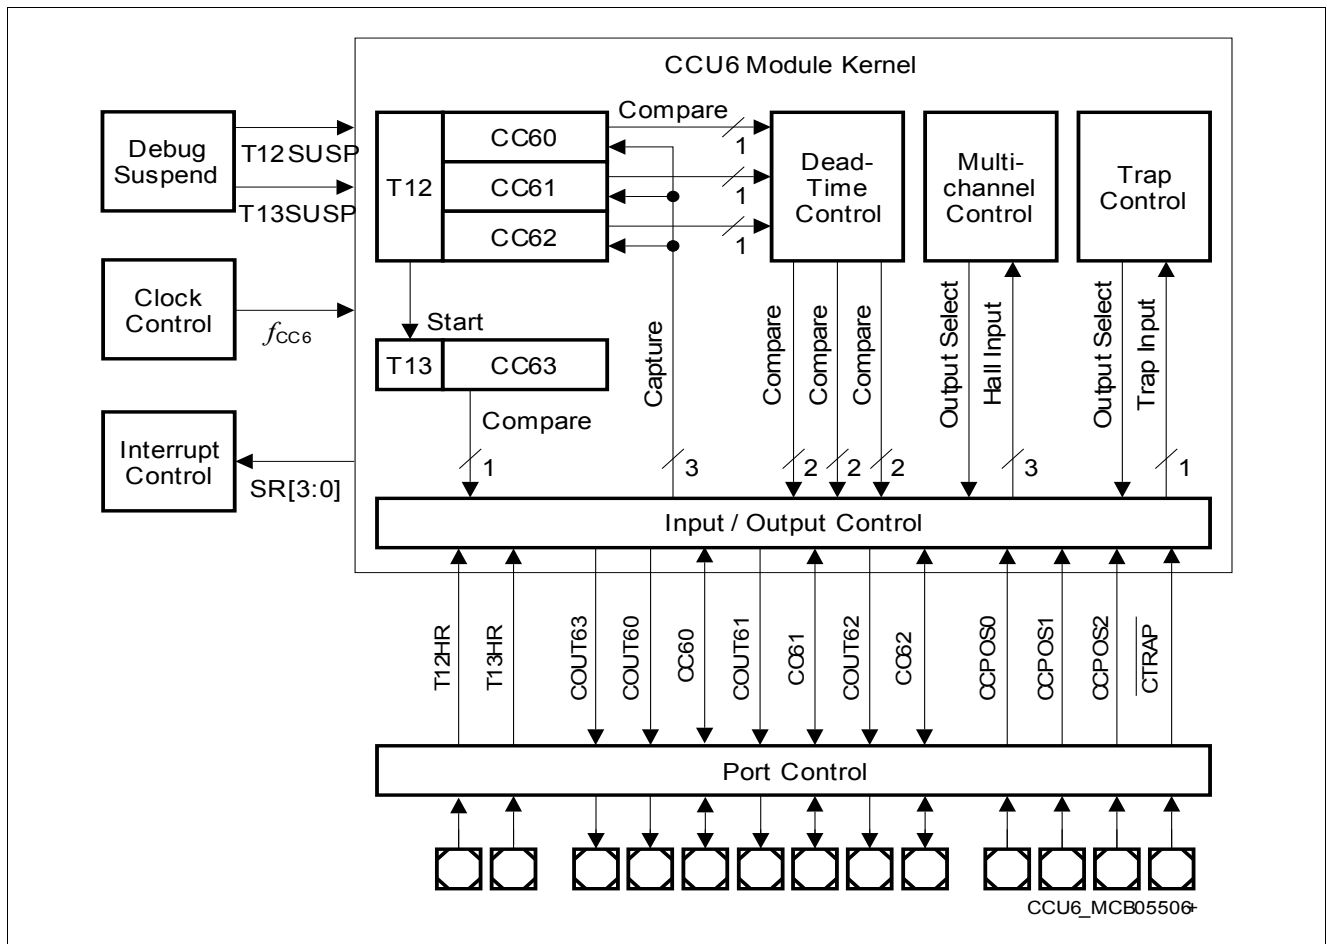 CCU6 Module Kernel
Debug
Suspend
T12SUSP
T13SUSP
Clock
Control
fCC6
Interrupt
Control
SR[3:0]
T12
CC60
CC61
CC62
Compare
1
1
1
Start
T13
CC63
Compare
1
Capture
3
Dead-
Time
Control
Compare
Compare
Compare
2
2
2
Multi-
channel
Control
Output Select
Hall Input
3
Trap
Control
Output Select
Trap Input
1
Input / Output Control
T12HR
T13HR
COUT63
COUT60
CC60
COUT61
CC61
COUT62
CC62
CCPOS0
CCPOS1
CCPOS2
CTRAP
Port Control
CCU6_MCB05506+